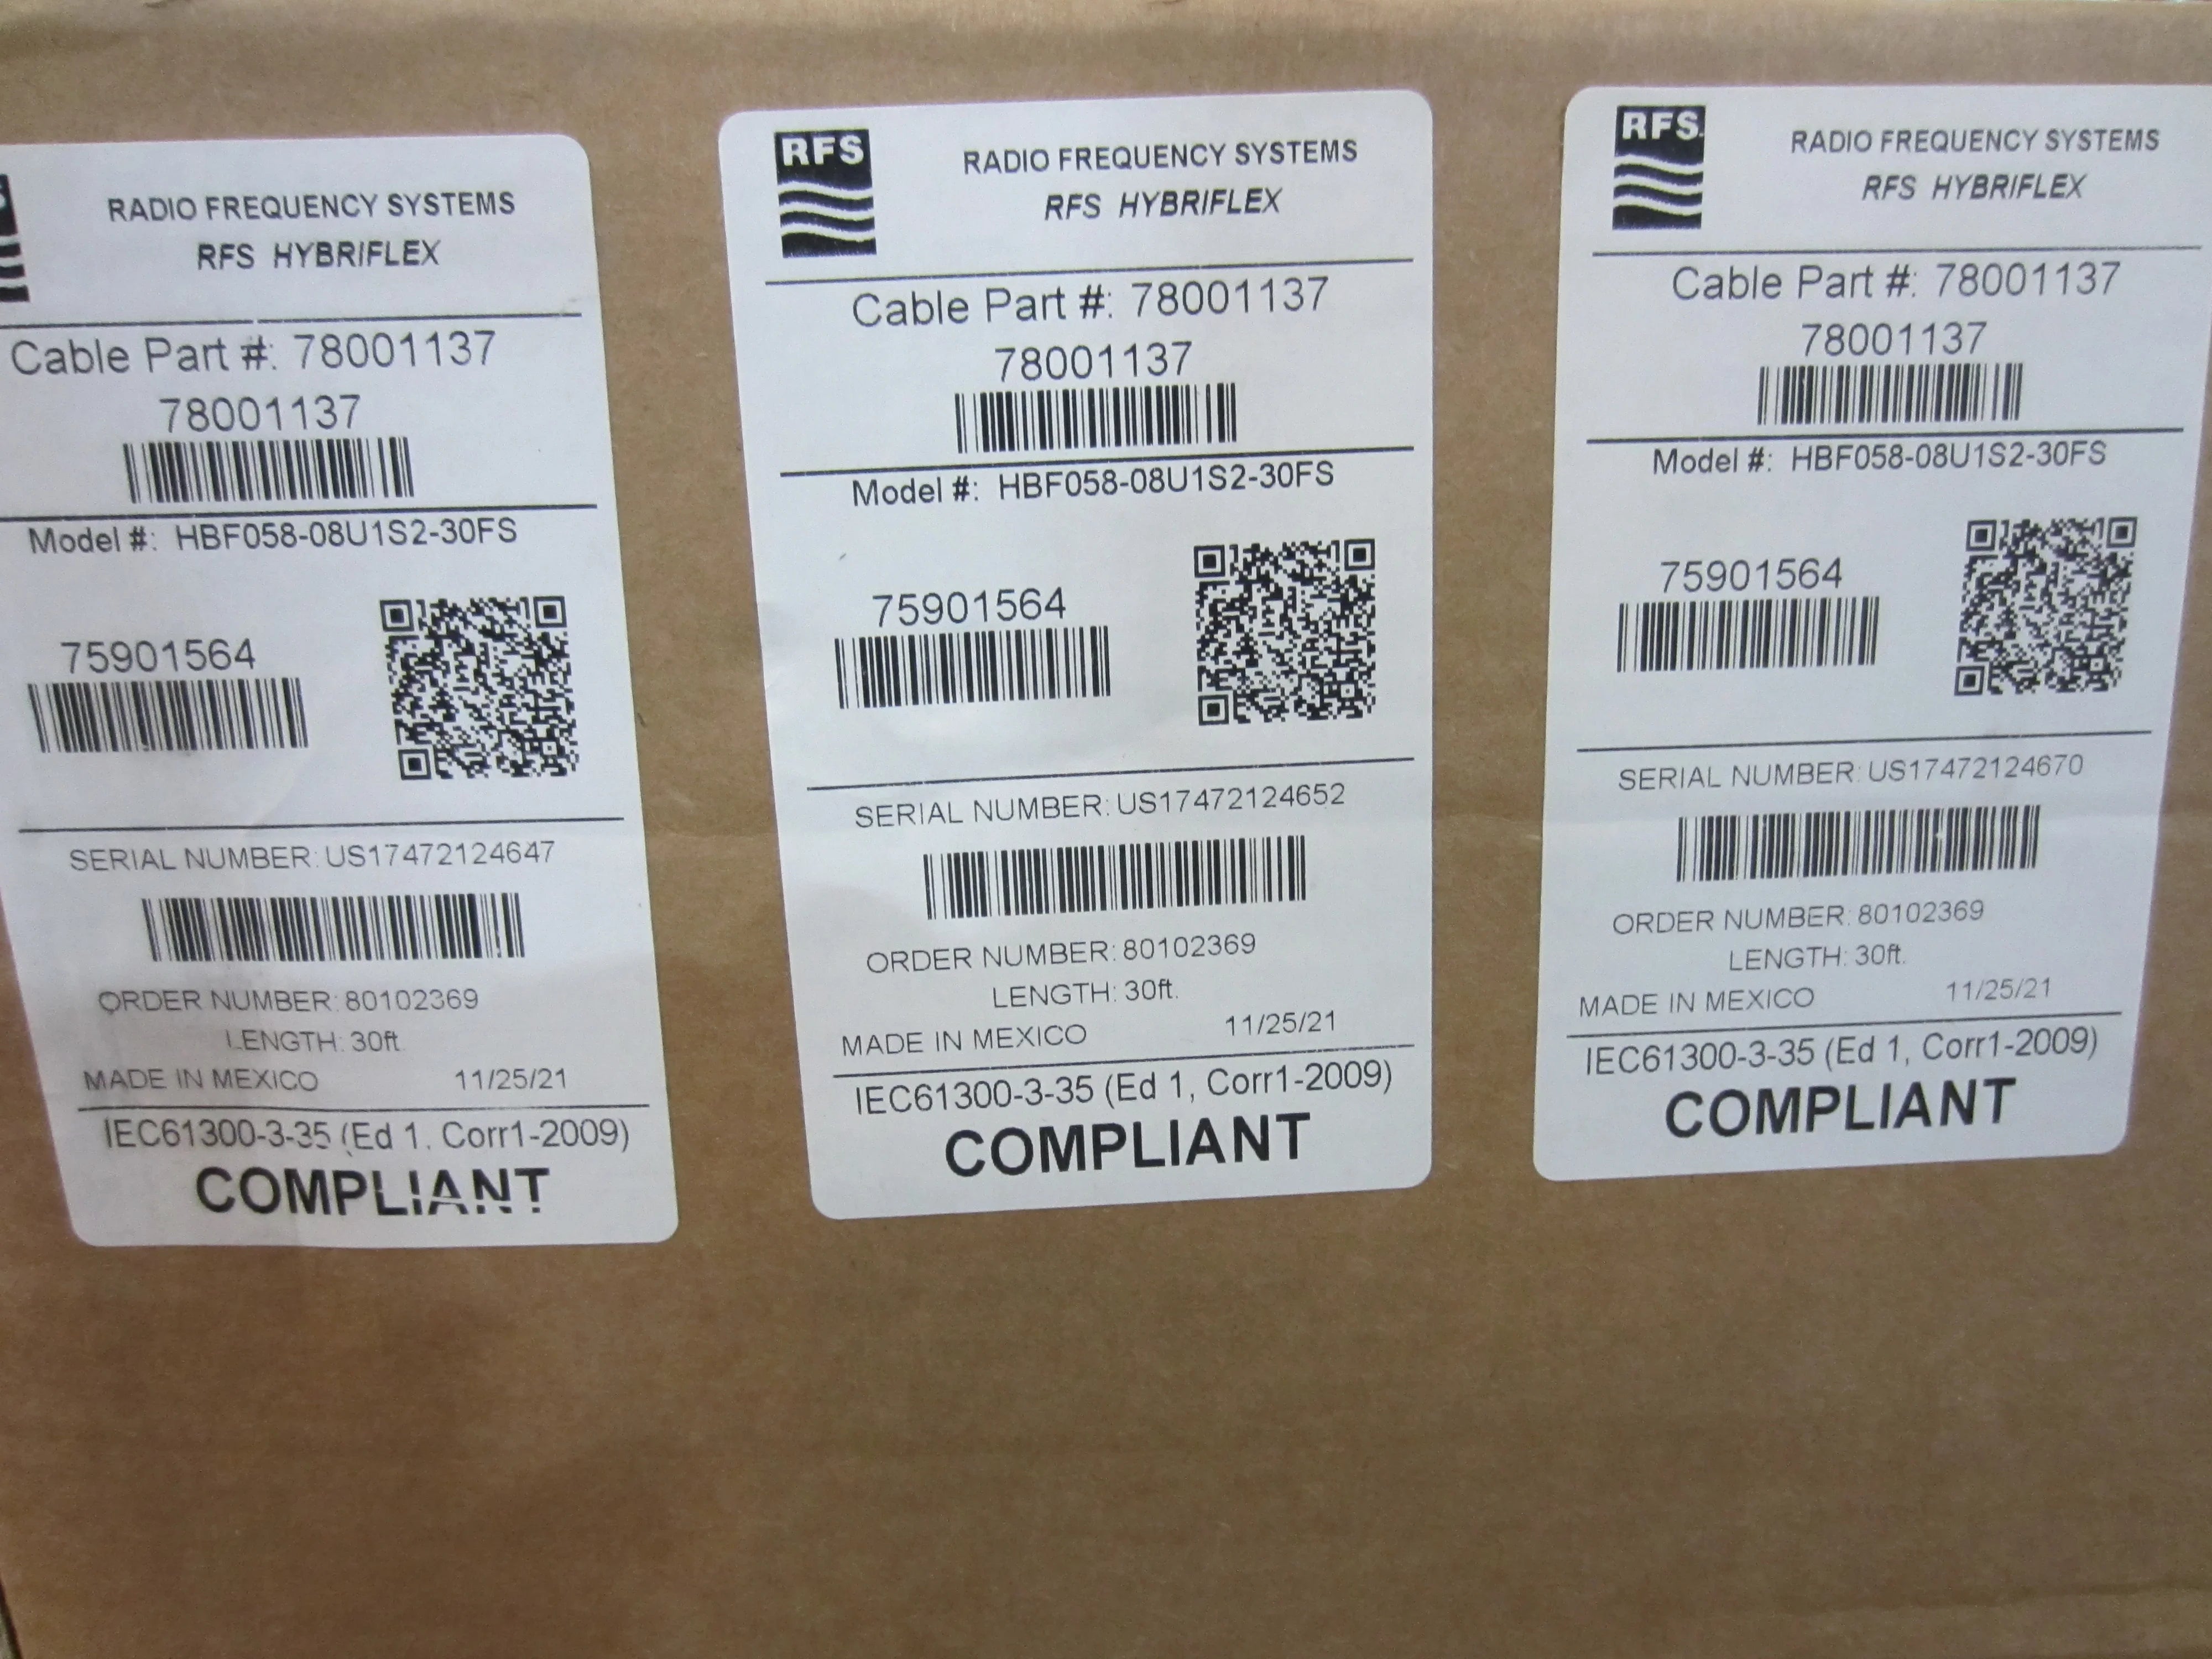 RADIO FREQUENCY SYSTEMS
RFS HYBRIFLEX
Cable Part #: 78001137
78001137
Model #: HBF058-08U1S2-30FS
75901564
SERIAL NUMBER: US17472124647
ORDER NUMBER: 80102369
LENGTH: 30ft.
MADE IN MEXICO 11/25/21
IEC61300-3-35 (Ed 1, Corr1-2009)
COMPLIANT
RFS
RADIO FREQUENCY SYSTEMS
RFS HYBRIFLEX
Cable Part #: 78001137
78001137
Model #: HBF058-08U1S2-30FS
75901564
SERIAL NUMBER: US17472124652
ORDER NUMBER: 80102369
LENGTH: 30ft.
MADE IN MEXICO 11/25/21
IEC61300-3-35 (Ed 1, Corr1-2009)
COMPLIANT
RFS
RADIO FREQUENCY SYSTEMS
RFS HYBRIFLEX
Cable Part #: 78001137
78001137
Model #: HBF058-08U1S2-30FS
75901564
SERIAL NUMBER: US17472124670
ORDER NUMBER: 80102369
LENGTH: 30ft.
MADE IN MEXICO 11/25/21
IEC61300-3-35 (Ed 1, Corr1-2009)
COMPLIANT